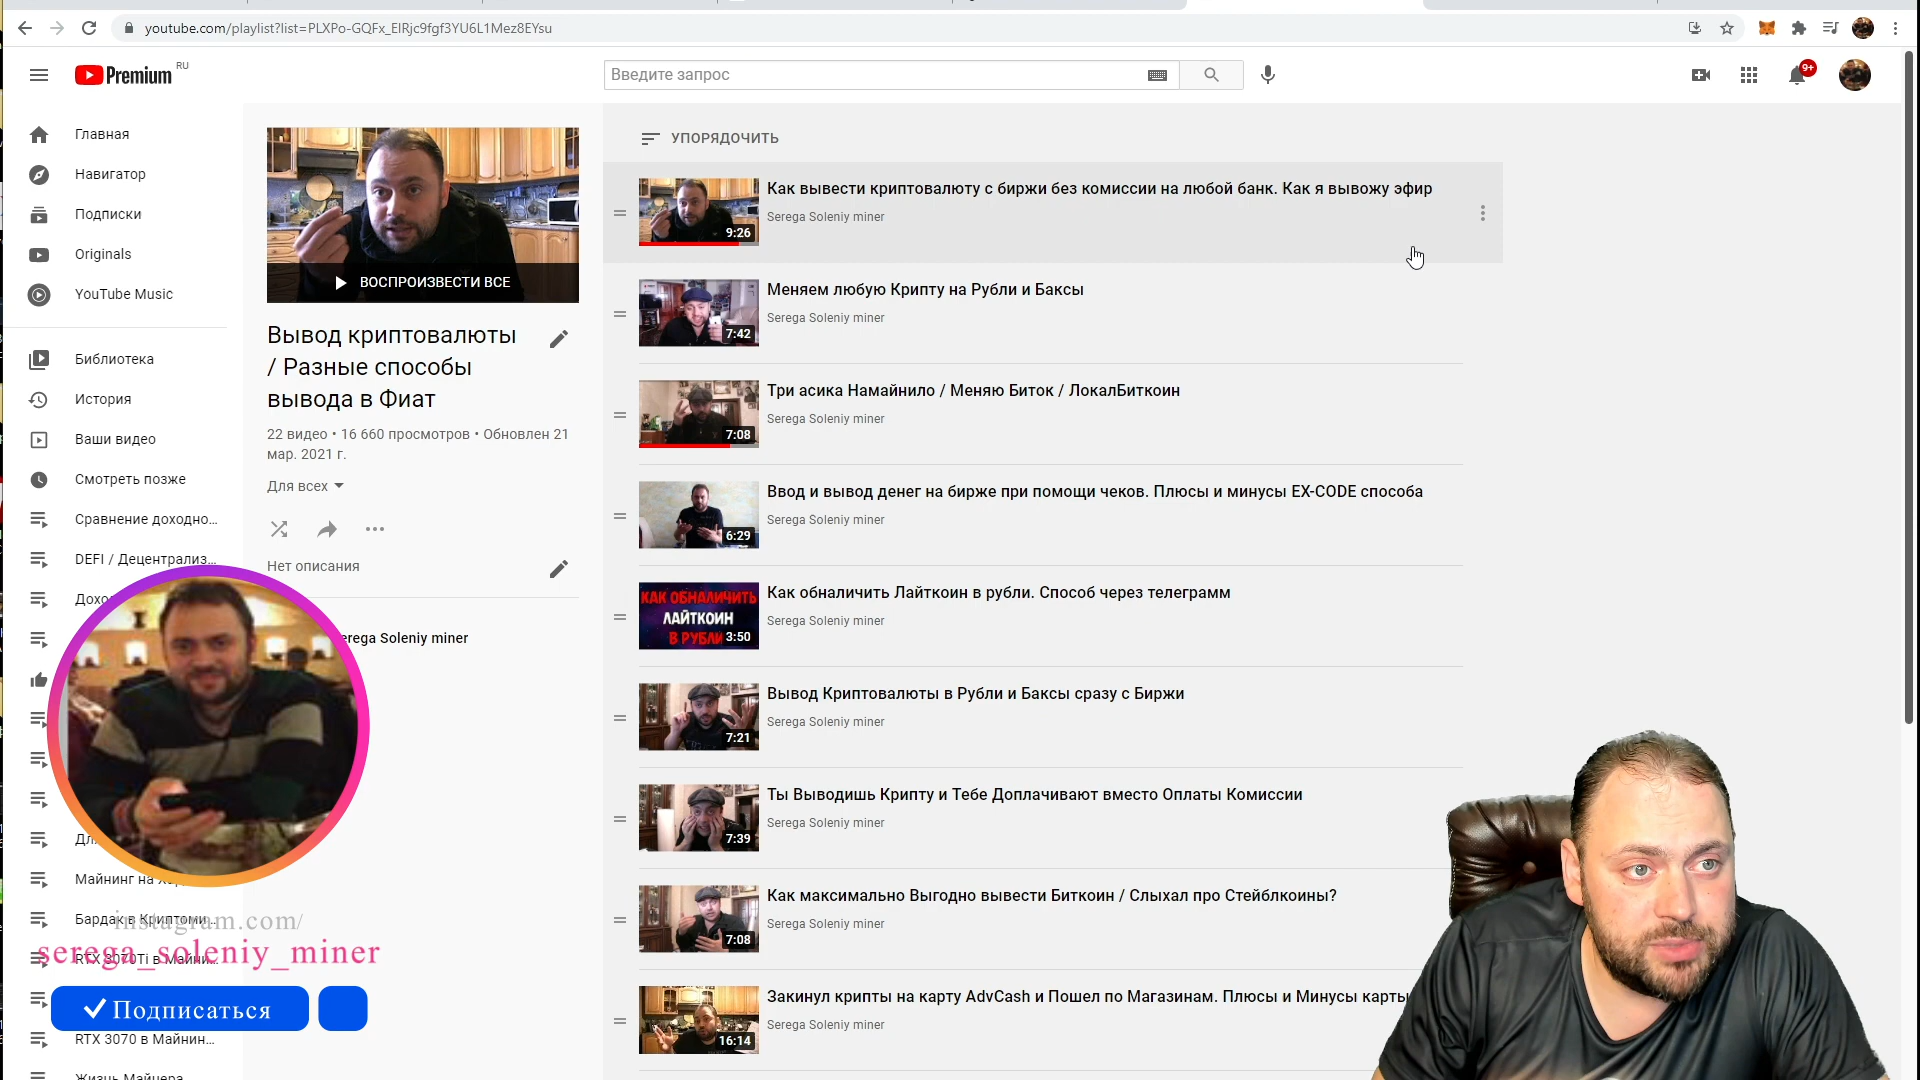 youtube.com/playlist?list=PLXPo-GQFx_EIRjc9fgf3YU6L1Mez8EYsu
Premium RU
Введите запрос
9+
Главная
Навигатор
Подписки
Originals
YouTube Music
Библиотека
История
Ваши видео
Смотреть позже
Сравнение доходно...
DEFI / Децентрализ...
Майнинг на
Бардак в Криптоми...
RTX 3070Ti в Майни...
RTX 3070 в Майнин...
Жизнь Майнера
ВОСПРОИЗВЕСТИ ВСЕ
Вывод криптовалюты
/ Разные способы
вывода в Фиат
22 видео • 16 660 просмотров • Обновлен 21
мар. 2021 г.
Для всех
Нет описания
erega Soleniy miner
instagram.com/
serega_soleniy_miner
Подписаться
УПОРЯДОЧИТЬ
Как вывести криптовалюту с биржи без комиссии на любой банк. Как я вывожу эфир
Serega Soleniy miner
9:26
Меняем любую Крипту на Рубли и Баксы
Serega Soleniy miner
7:42
Три асика Намайнило / Меняю Биток / ЛокалБиткоин
Serega Soleniy miner
7:08
Ввод и вывод денег на бирже при помощи чеков. Плюсы и минусы EX-CODE способа
Serega Soleniy miner
6:29
Как обналичить Лайткоин в рубли. Способ через телеграмм
Serega Soleniy miner
КАК ОБНАЛИЧИТЬ
ЛАЙТКОИН
В РУБЛИ
3:50
Вывод Криптовалюты в Рубли и Баксы сразу с Биржи
Serega Soleniy miner
7:21
Ты Выводишь Крипту и Тебе Доплачивают вместо Оплаты Комиссии
Serega Soleniy miner
7:39
Как максимально Выгодно вывести Биткоин / Слыхал про Стейблкоины?
Serega Soleniy miner
7:08
Закинул крипты на карту AdvCash и Пошел по Магазинам. Плюсы и Минусы карты
Serega Soleniy miner
16:14